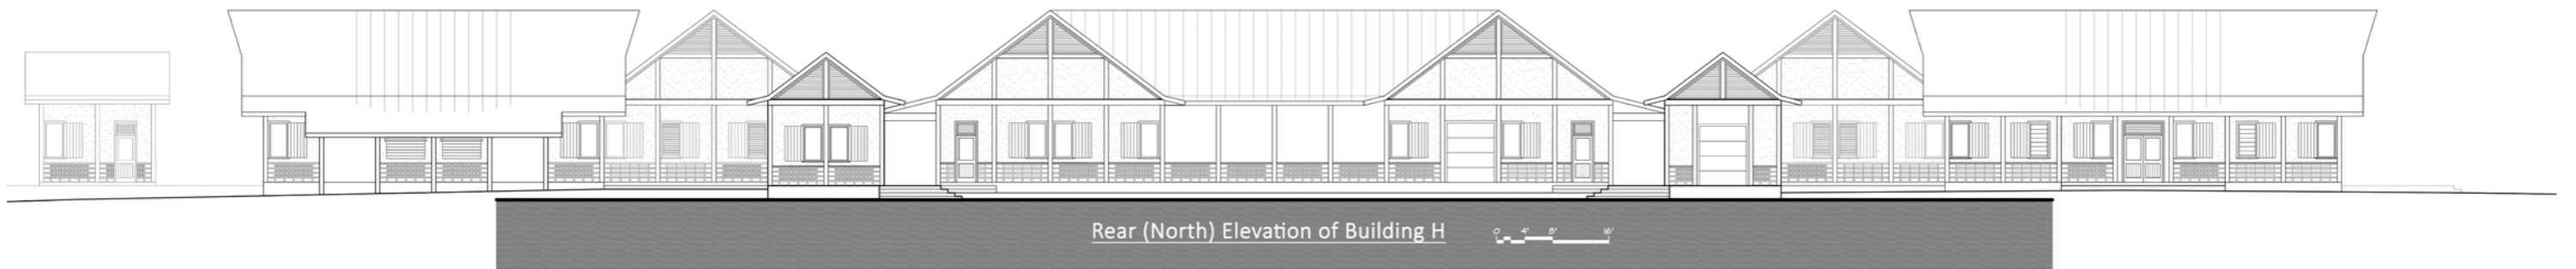 Rear (North) Elevation of Building H
0 4' 8' 16'